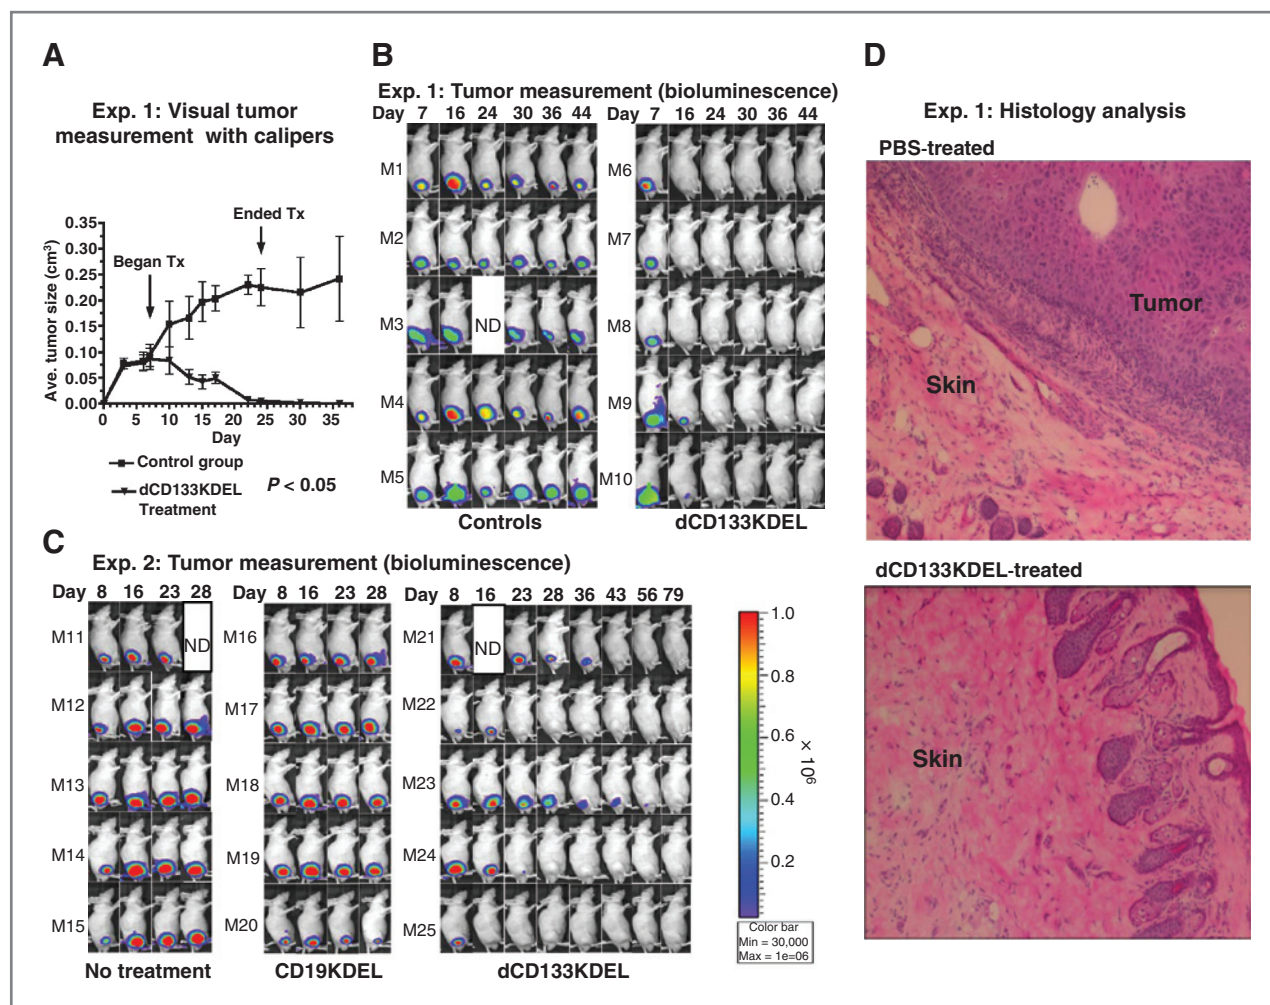 A
Exp. 1: Visual tumor
measurement with calipers
Ended Tx
Began Tx
Ave. tumor size (cm³)
0.35
0.30
0.25
0.20
0.15
0.10
0.05
0.00
0 5 10 15 20 25 30 35
Day
Control group
dCD133KDEL
Treatment
P < 0.05
B
Exp. 1: Tumor measurement (bioluminescence)
Day 7 16 24 30 36 44
M1
M2
M3
ND
M4
M5
Controls
Day 7 16 24 30 36 44
M6
M7
M8
M9
M10
dCD133KDEL
C
Exp. 2: Tumor measurement (bioluminescence)
Day 8 16 23 28
M11
ND
M12
M13
M14
M15
No treatment
Day 8 16 23 28
M16
M17
M18
M19
M20
CD19KDEL
Day 8 16 23 28 36 43 56 79
M21
ND
M22
M23
M24
M25
dCD133KDEL
1.0
0.8
0.6
0.4
0.2
× 10⁶
Color bar
Min = 30,000
Max = 1e=06
D
Exp. 1: Histology analysis
PBS-treated
Tumor
Skin
dCD133KDEL-treated
Skin